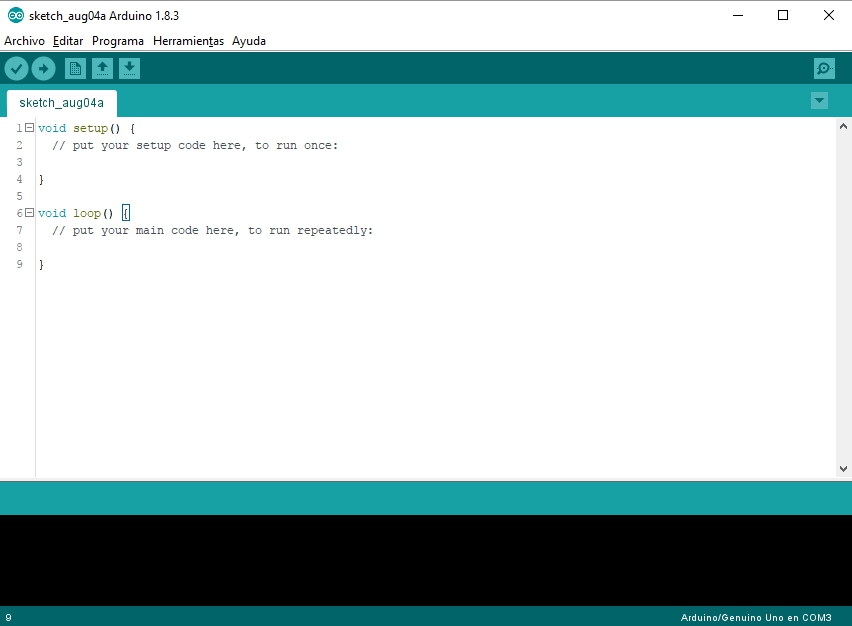 sketch_aug04a Arduino 1.8.3
Archivo Editar Programa Herramientas Ayuda
sketch_aug04a
1 void setup() {
2 // put your setup code here, to run once:
3
4 }
5
6 void loop() {
7 // put your main code here, to run repeatedly:
8
9 }
9 Arduino/Genuino Uno en COM3